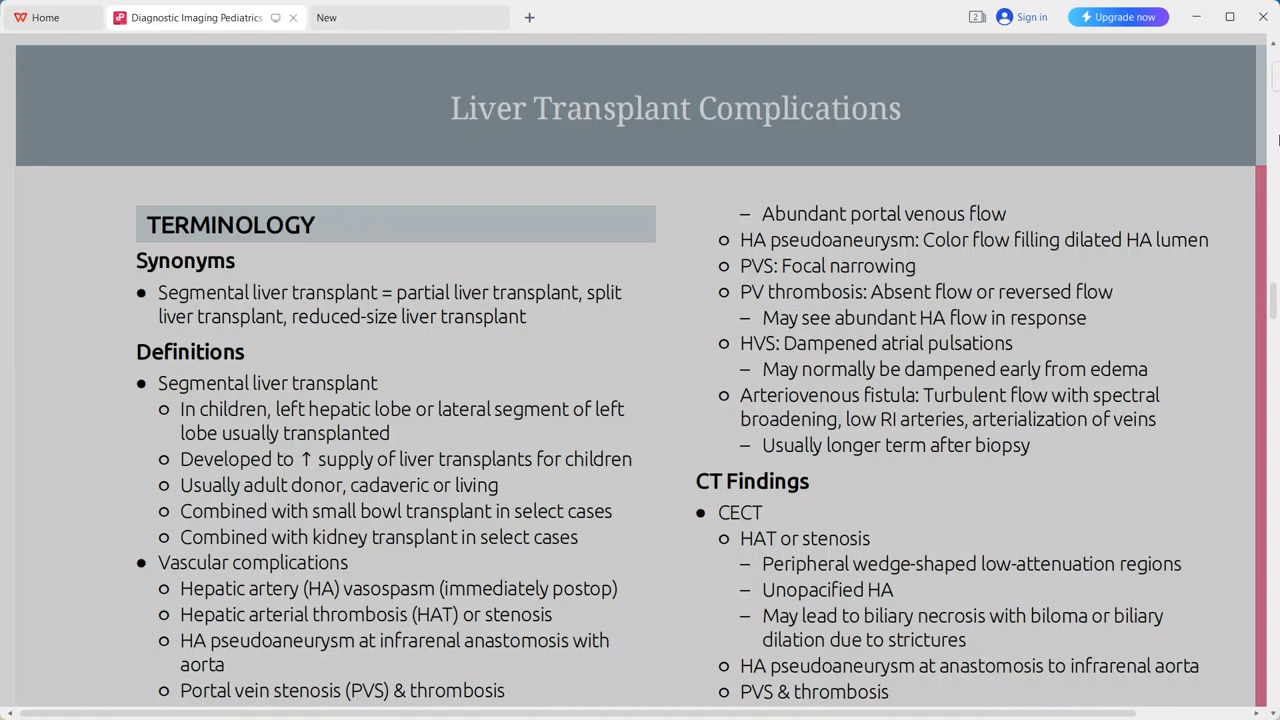 Home
Diagnostic Imaging Pediatrics
New
2
Sign in
Upgrade now
Liver Transplant Complications
TERMINOLOGY
Synonyms
● Segmental liver transplant = partial liver transplant, split
liver transplant, reduced-size liver transplant
Definitions
● Segmental liver transplant
○ In children, left hepatic lobe or lateral segment of left
lobe usually transplanted
○ Developed to ↑ supply of liver transplants for children
○ Usually adult donor, cadaveric or living
○ Combined with small bowl transplant in select cases
○ Combined with kidney transplant in select cases
● Vascular complications
○ Hepatic artery (HA) vasospasm (immediately postop)
○ Hepatic arterial thrombosis (HAT) or stenosis
○ HA pseudoaneurysm at infrarenal anastomosis with
aorta
○ Portal vein stenosis (PVS) & thrombosis
– Abundant portal venous flow
○ HA pseudoaneurysm: Color flow filling dilated HA lumen
○ PVS: Focal narrowing
○ PV thrombosis: Absent flow or reversed flow
– May see abundant HA flow in response
○ HVS: Dampened atrial pulsations
– May normally be dampened early from edema
○ Arteriovenous fistula: Turbulent flow with spectral
broadening, low RI arteries, arterialization of veins
– Usually longer term after biopsy
CT Findings
● CECT
○ HAT or stenosis
– Peripheral wedge-shaped low-attenuation regions
– Unopacified HA
– May lead to biliary necrosis with biloma or biliary
dilation due to strictures
○ HA pseudoaneurysm at anastomosis to infrarenal aorta
○ PVS & thrombosis